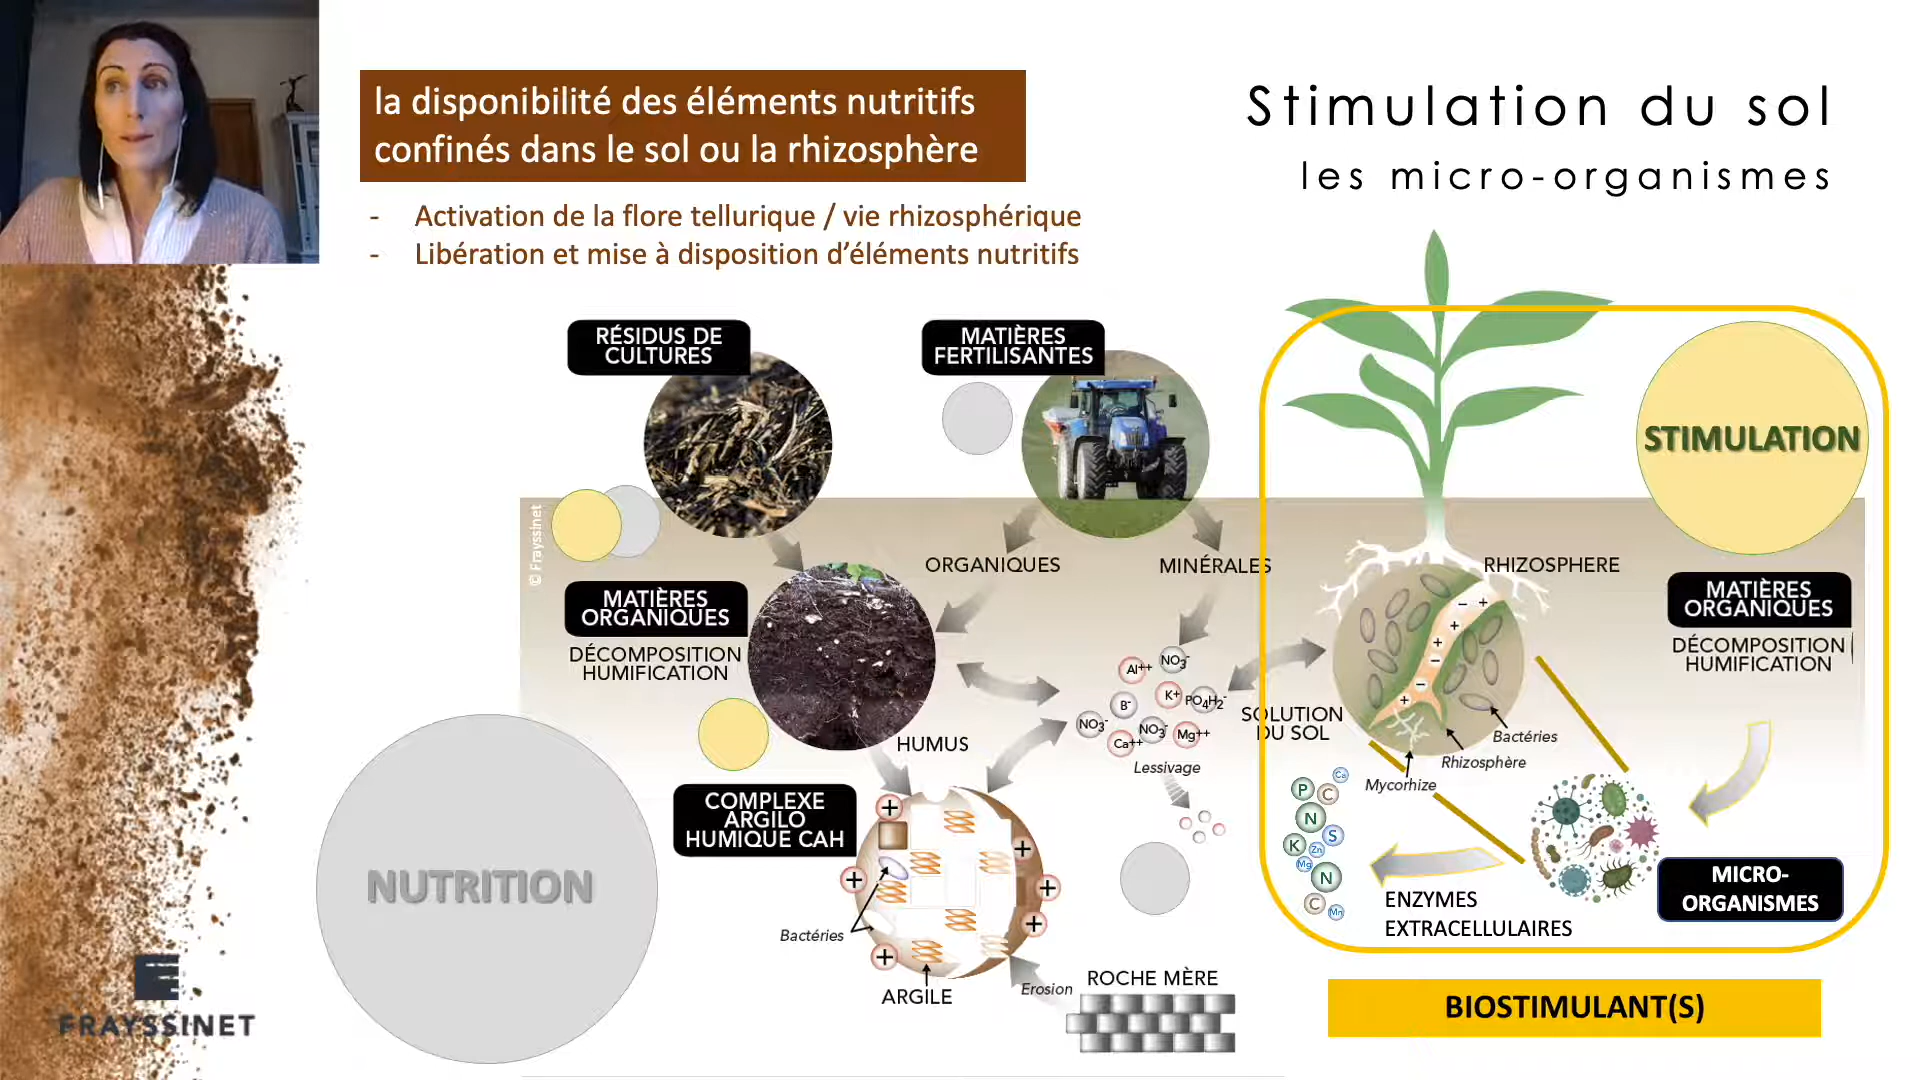 la disponibilité des éléments nutritifs
confinés dans le sol ou la rhizosphère
Stimulation du sol
les micro-organismes
- Activation de la flore tellurique / vie rhizosphérique
- Libération et mise à disposition d’éléments nutritifs
RÉSIDUS DE
CULTURES
MATIÈRES
FERTILISANTES
STIMULATION
© Frayssinet
ORGANIQUES
MINÉRALES
RHIZOSPHERE
MATIÈRES
ORGANIQUES
DÉCOMPOSITION
HUMIFICATION
MATIÈRES
ORGANIQUES
DÉCOMPOSITION
HUMIFICATION
- +
+
+
-
-
+
Al++
NO3-
K+
PO4H2-
B-
NO3-
NO3-
Ca++
Mg++
SOLUTION
DU SOL
Lessivage
HUMUS
Bactéries
Rhizosphère
Mycorhize
COMPLEXE
ARGILO
HUMIQUE CAH
+
+
+
+
+
+
Bactéries
ARGILE
Erosion
ROCHE MÈRE
Ca
P
C
N
S
K
Zn
Mg
N
C
Mn
ENZYMES
EXTRACELLULAIRES
MICRO-
ORGANISMES
NUTRITION
BIOSTIMULANT(S)
FRAYSSINET